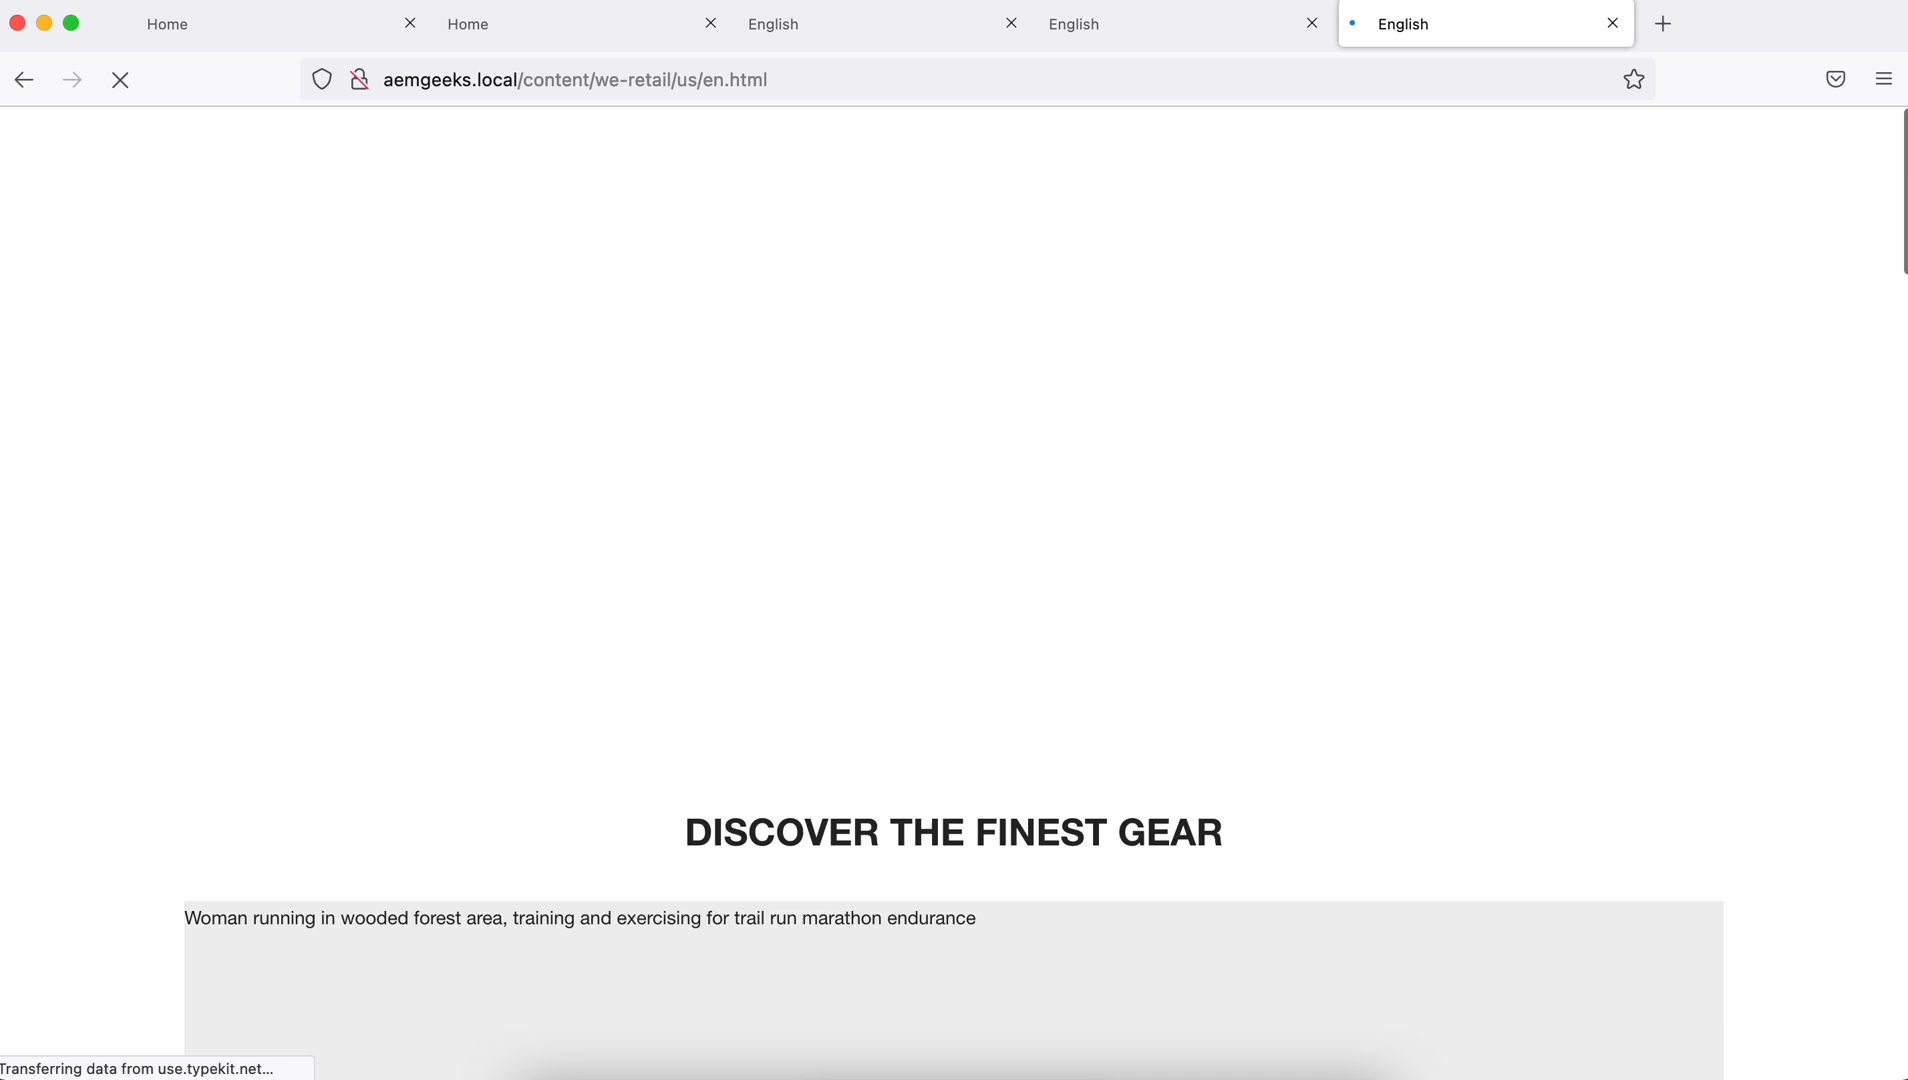 Home
Home
English
English
English
aemgeeks.local/content/we-retail/us/en.html
DISCOVER THE FINEST GEAR
Woman running in wooded forest area, training and exercising for trail run marathon endurance
Transferring data from use.typekit.net...